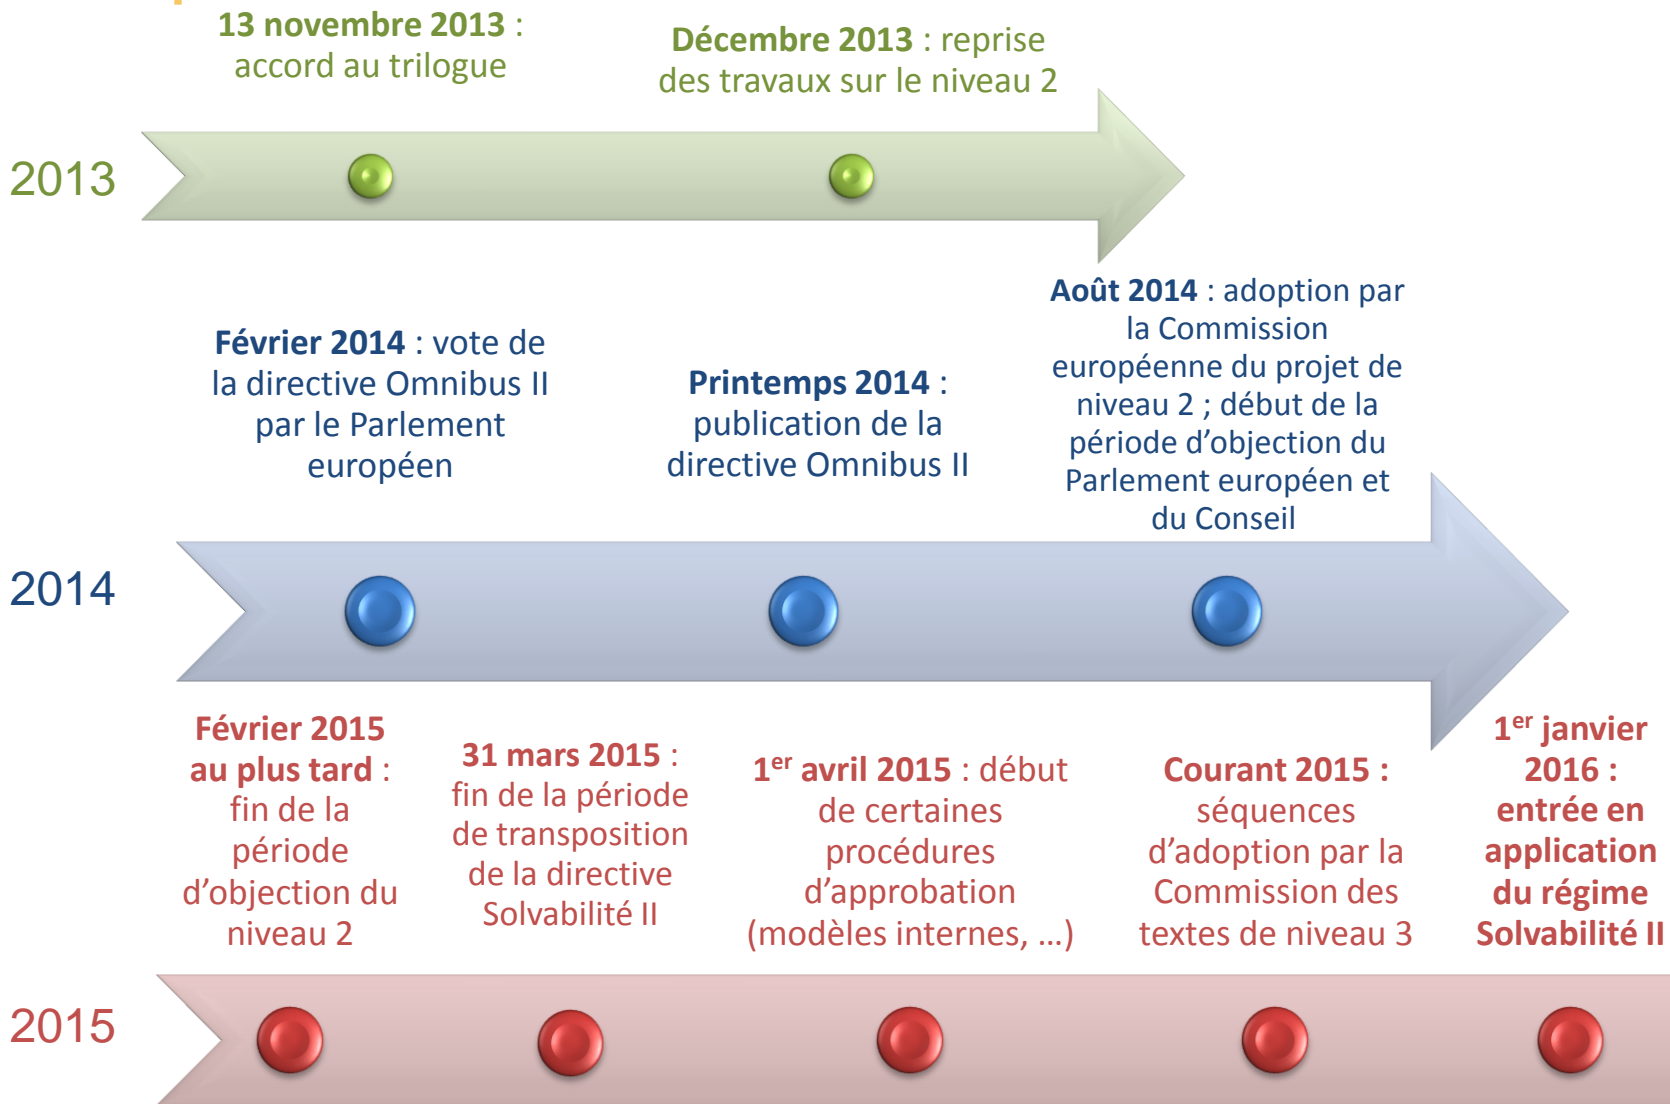 13 novembre 2013 :
accord au trilogue
Décembre 2013 : reprise
des travaux sur le niveau 2
2013
Février 2014 : vote de
la directive Omnibus II
par le Parlement
européen
Printemps 2014 :
publication de la
directive Omnibus II
Août 2014 : adoption par
la Commission
européenne du projet de
niveau 2 ; début de la
période d’objection du
Parlement européen et
du Conseil
2014
Février 2015
au plus tard :
fin de la
période
d’objection du
niveau 2
31 mars 2015 :
fin de la période
de transposition
de la directive
Solvabilité II
1er avril 2015 : début
de certaines
procédures
d’approbation
(modèles internes, …)
Courant 2015 :
séquences
d’adoption par la
Commission des
textes de niveau 3
1er janvier
2016 :
entrée en
application
du régime
Solvabilité II
2015